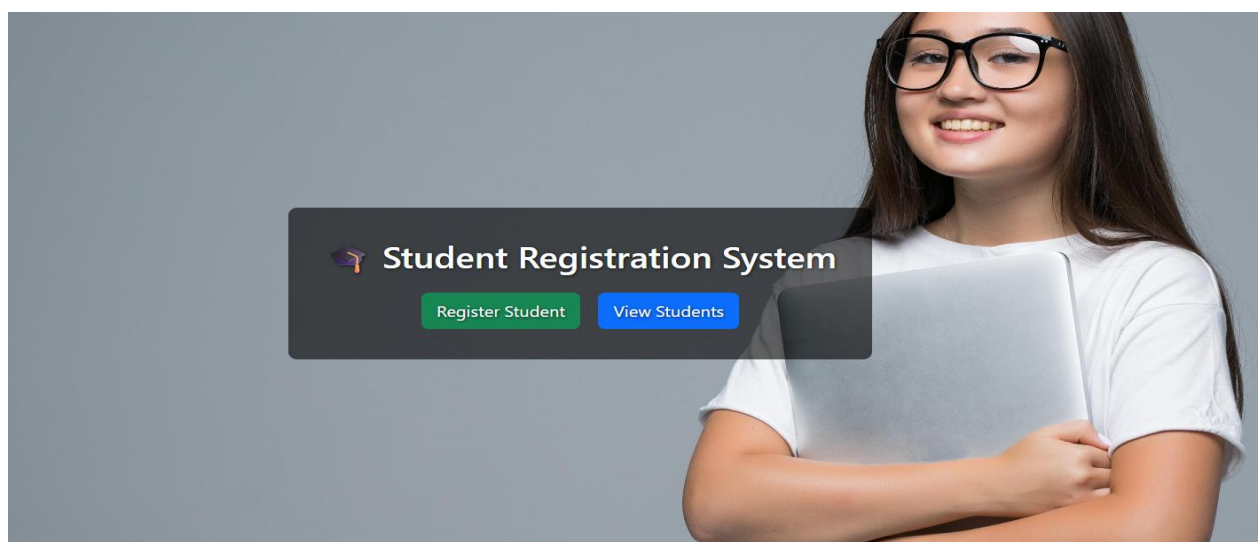 🎓 Student Registration System
Register Student
View Students